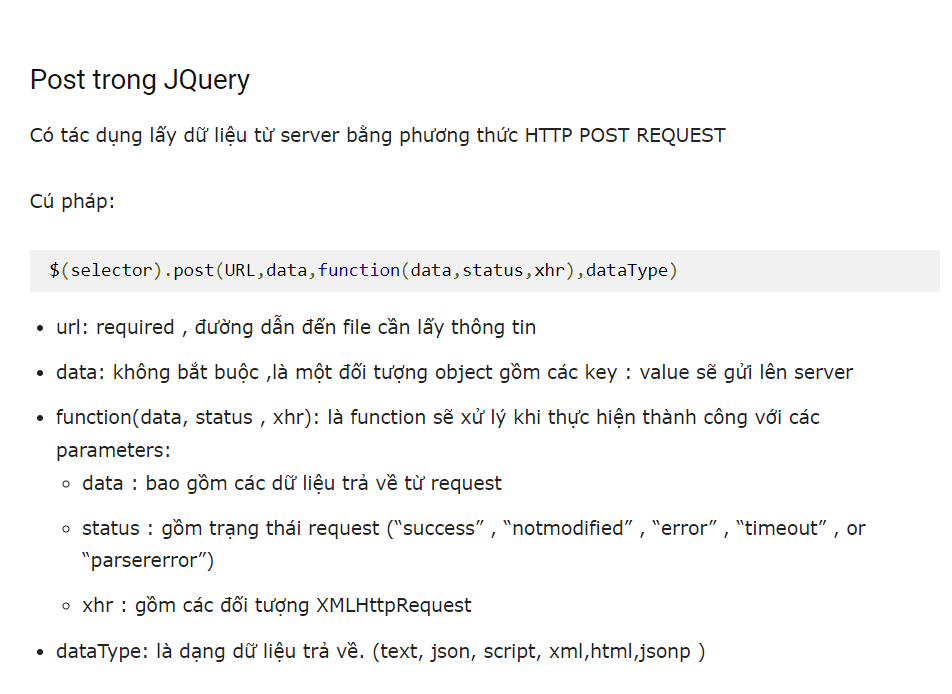 Post trong JQuery
Có tác dụng lấy dữ liệu từ server bằng phương thức HTTP POST REQUEST
Cú pháp:
$(selector).post(URL,data,function(data,status,xhr),dataType)
• url: required , đường dẫn đến file cần lấy thông tin
• data: không bắt buộc ,là một đối tượng object gồm các key : value sẽ gửi lên server
• function(data, status , xhr): là function sẽ xử lý khi thực hiện thành công với các
parameters:
◦ data : bao gồm các dữ liệu trả về từ request
◦ status : gồm trạng thái request (“success” , “notmodified” , “error” , “timeout” , or
“parsererror”)
◦ xhr : gồm các đối tượng XMLHttpRequest
• dataType: là dạng dữ liệu trả về. (text, json, script, xml,html,jsonp )